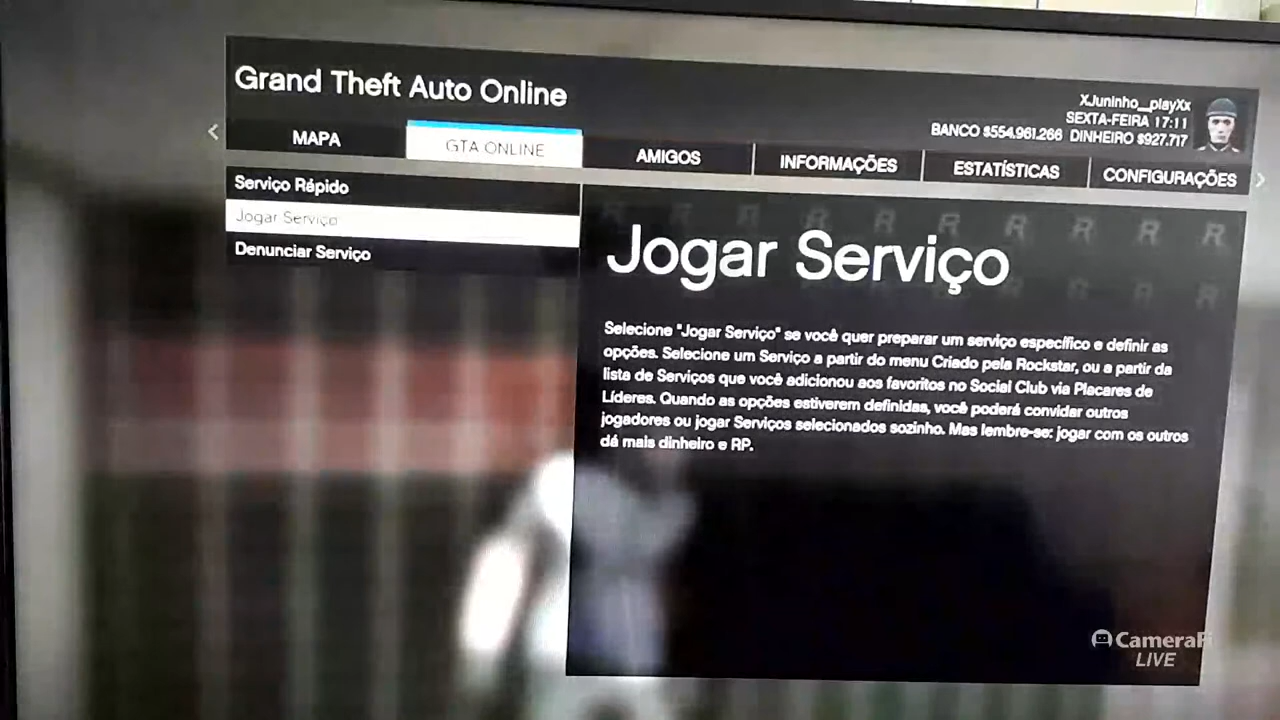 Grand Theft Auto Online
XJuninho_playXx
SEXTA-FEIRA 17:11
BANCO $554.961.266 DINHEIRO $927.717
MAPA
GTA ONLINE
AMIGOS
INFORMAÇÕES
ESTATÍSTICAS
CONFIGURAÇÕES
Serviço Rápido
Jogar Serviço
Denunciar Serviço
Jogar Serviço
Selecione "Jogar Serviço" se você quer preparar um serviço específico e definir as
opções. Selecione um Serviço a partir do menu Criado pela Rockstar, ou a partir da
lista de Serviços que você adicionou aos favoritos no Social Club via Placares de
Líderes. Quando as opções estiverem definidas, você poderá convidar outros
jogadores ou jogar Serviços selecionados sozinho. Mas lembre-se: jogar com os outros
dá mais dinheiro e RP.
CameraFi
LIVE